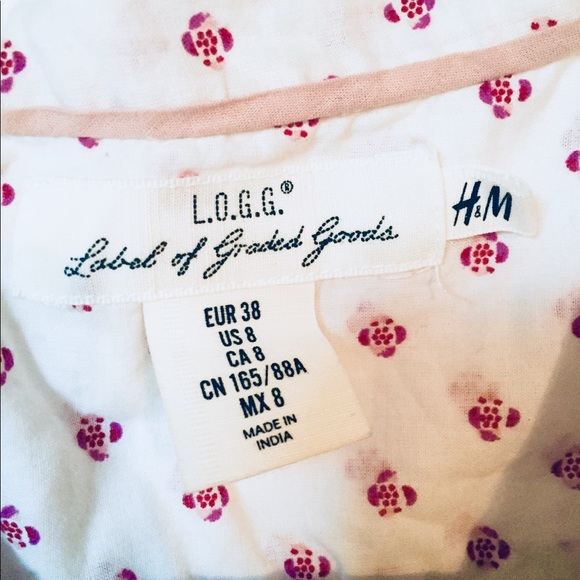 L.O.G.G.®
Label of Graded Goods
H&M
EUR 38
US 8
CA 8
CN 165/88A
MX 8
MADE IN
INDIA